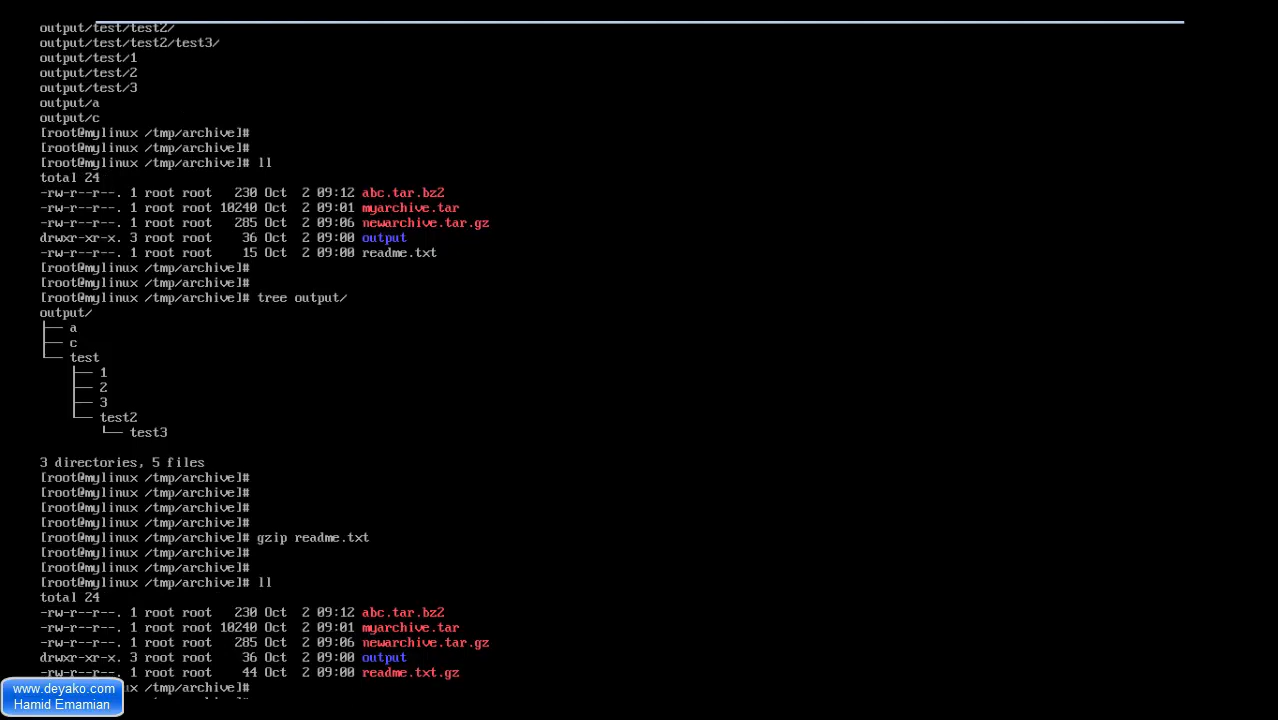 output/test/test2/
output/test/test2/test3/
output/test/1
output/test/2
output/test/3
output/a
output/c
[root@mylinux /tmp/archive]#
[root@mylinux /tmp/archive]#
[root@mylinux /tmp/archive]# ll
total 24
-rw-r--r--. 1 root root   230 Oct  2 09:12 abc.tar.bz2
-rw-r--r--. 1 root root 10240 Oct  2 09:01 myarchive.tar
-rw-r--r--. 1 root root   285 Oct  2 09:06 newarchive.tar.gz
drwxr-xr-x. 3 root root    36 Oct  2 09:00 output
-rw-r--r--. 1 root root    15 Oct  2 09:00 readme.txt
[root@mylinux /tmp/archive]#
[root@mylinux /tmp/archive]#
[root@mylinux /tmp/archive]# tree output/
output/
├── a
├── c
└── test
    ├── 1
    ├── 2
    ├── 3
    └── test2
        └── test3
3 directories, 5 files
[root@mylinux /tmp/archive]#
[root@mylinux /tmp/archive]#
[root@mylinux /tmp/archive]#
[root@mylinux /tmp/archive]#
[root@mylinux /tmp/archive]# gzip readme.txt
[root@mylinux /tmp/archive]#
[root@mylinux /tmp/archive]#
[root@mylinux /tmp/archive]# ll
total 24
-rw-r--r--. 1 root root   230 Oct  2 09:12 abc.tar.bz2
-rw-r--r--. 1 root root 10240 Oct  2 09:01 myarchive.tar
-rw-r--r--. 1 root root   285 Oct  2 09:06 newarchive.tar.gz
drwxr-xr-x. 3 root root    36 Oct  2 09:00 output
-rw-r--r--. 1 root root    44 Oct  2 09:00 readme.txt.gz
/tmp/archive]#
www.deyako.com
Hamid Emamian